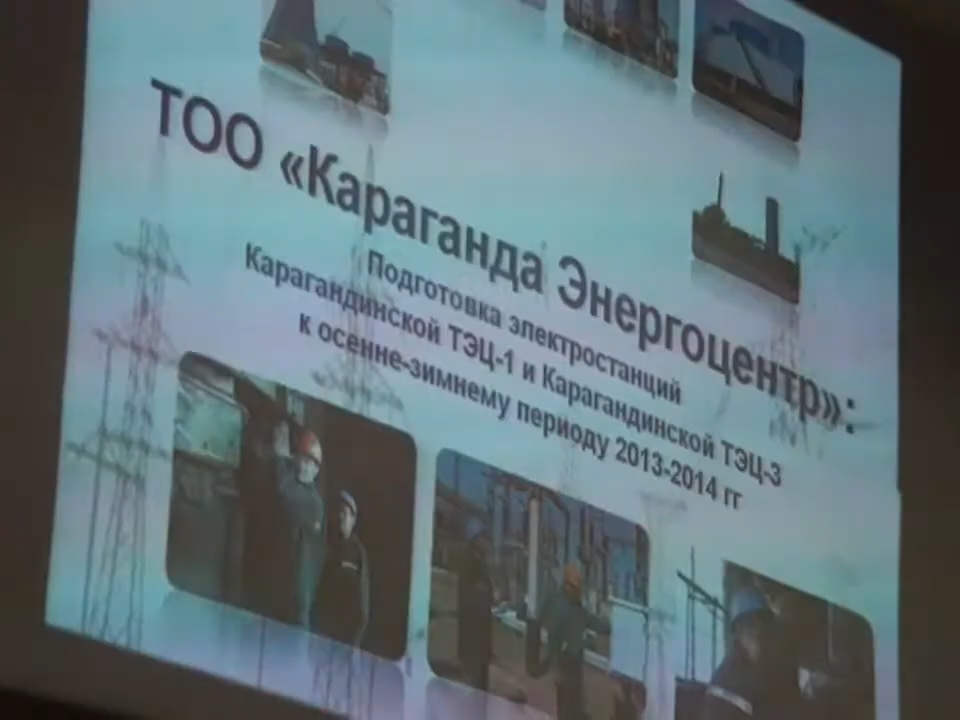 ТОО «Караганда Энергоцентр»:
Подготовка электростанций
Карагандинской ТЭЦ-1 и Карагандинской ТЭЦ-3
к осенне-зимнему периоду 2013-2014 гг